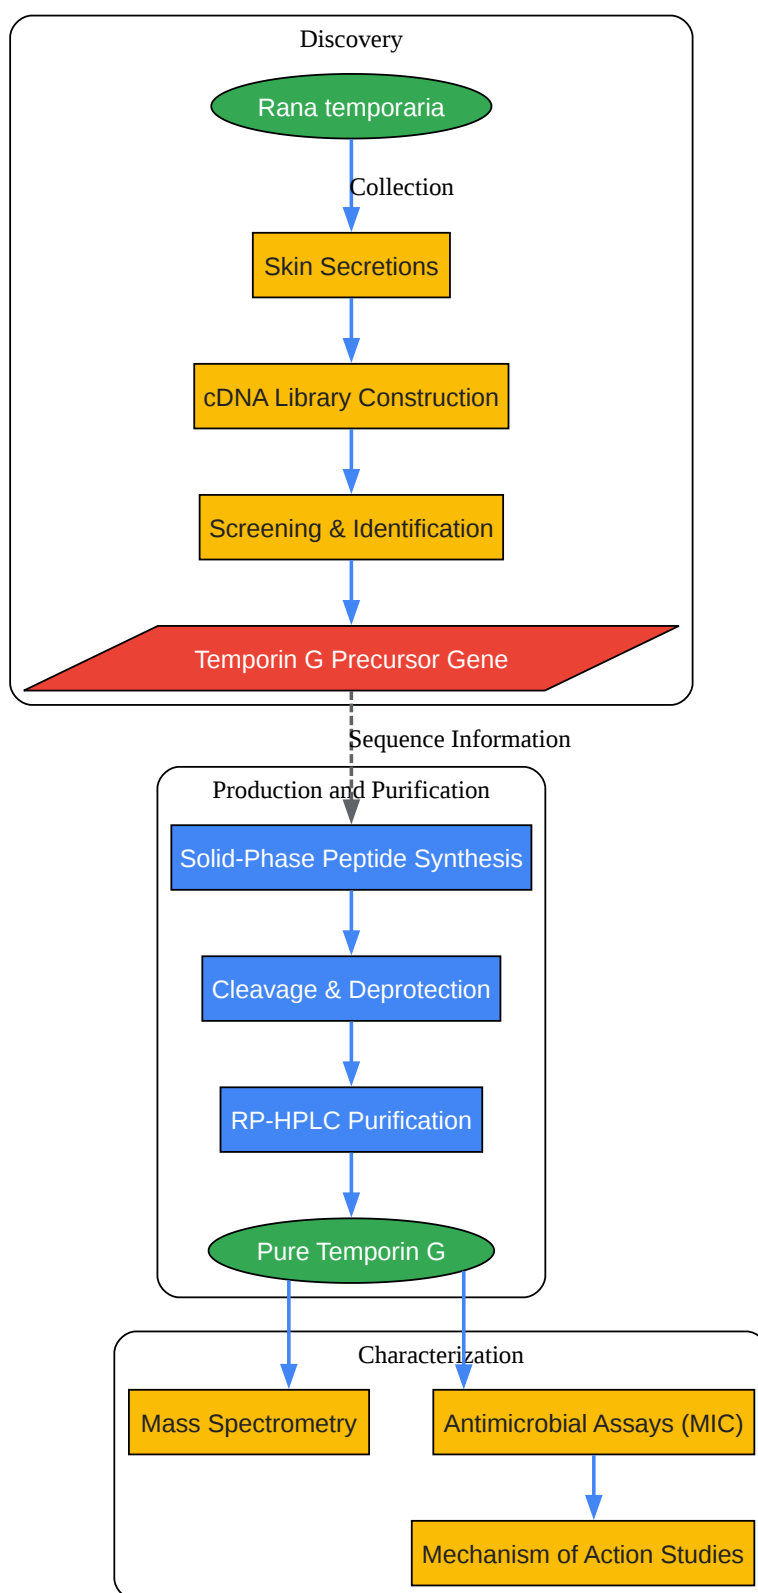 Discovery
Rana temporaria
Collection
Skin Secretions
cDNA Library Construction
Screening & Identification
Temporin G Precursor Gene
Sequence Information
Production and Purification
Solid-Phase Peptide Synthesis
Cleavage & Deprotection
RP-HPLC Purification
Pure Temporin G
Characterization
Mass Spectrometry
Antimicrobial Assays (MIC)
Mechanism of Action Studies